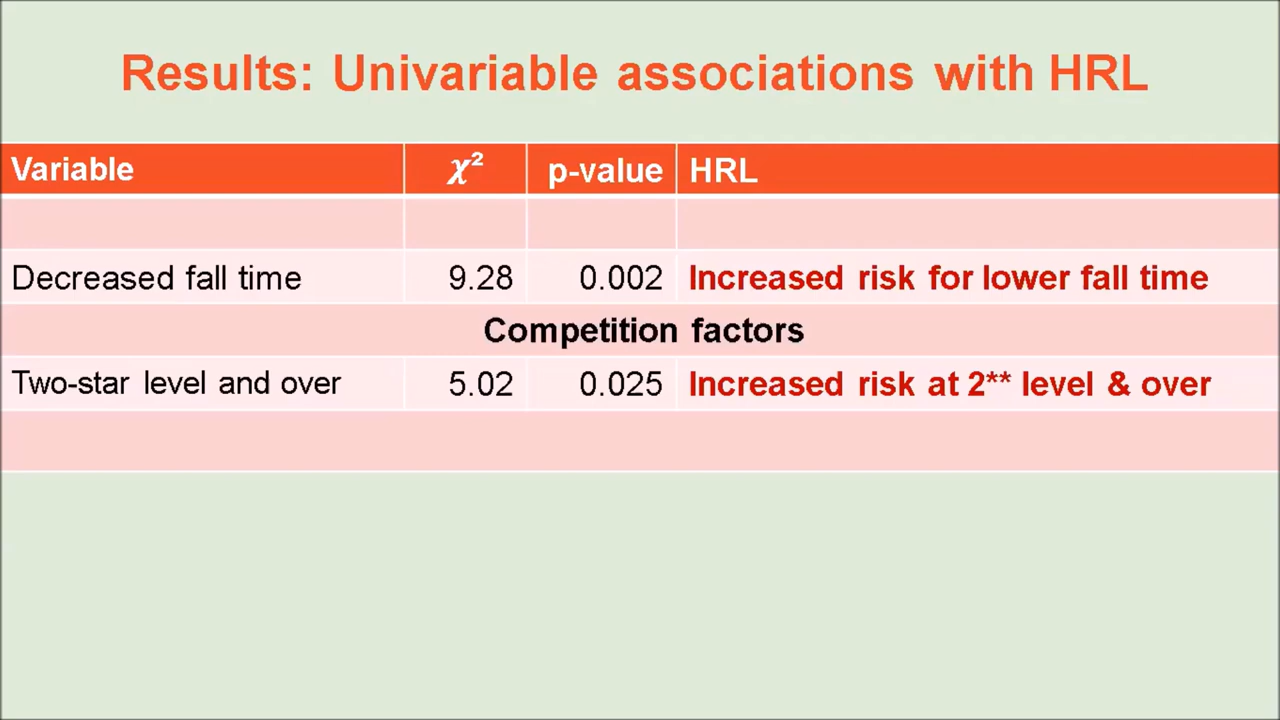 Results: Univariable associations with HRL
Variable χ² p-value HRL
Decreased fall time 9.28 0.002 Increased risk for lower fall time
Competition factors
Two-star level and over 5.02 0.025 Increased risk at 2** level & over